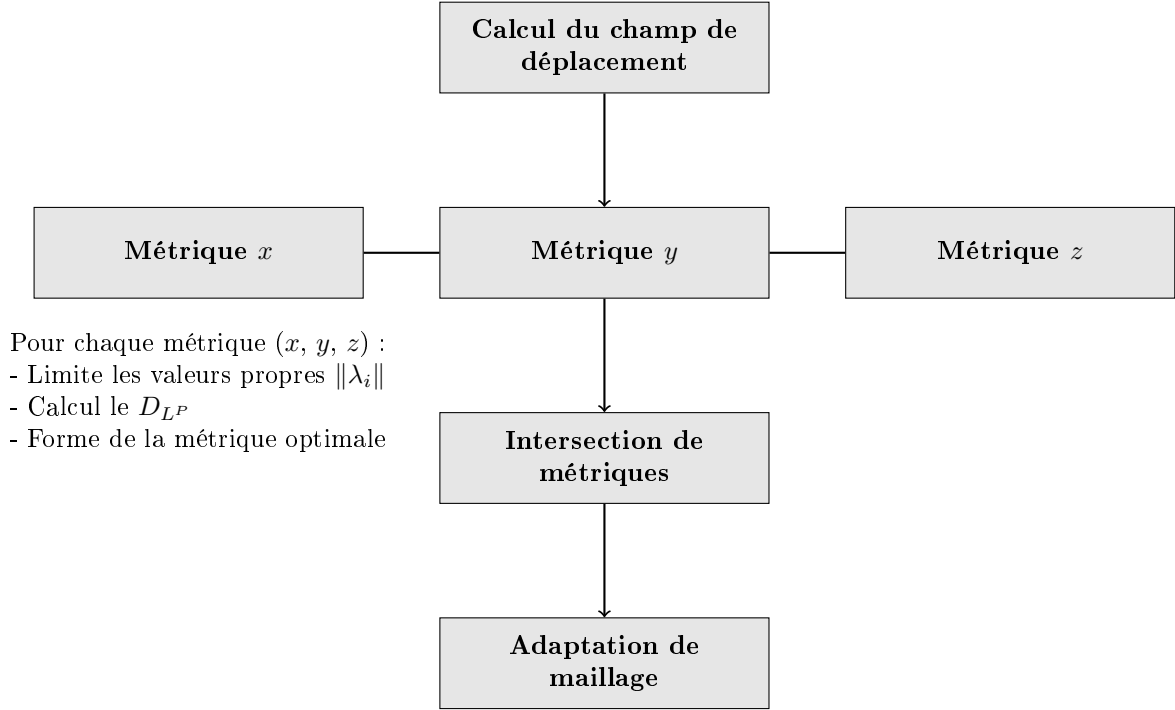 Calcul du champ de
déplacement
Métrique x
Métrique y
Métrique z
Pour chaque métrique (x, y, z) :
- Limite les valeurs propres ‖λ_i‖
- Calcul le D_{L^P}
- Forme de la métrique optimale
Intersection de
métriques
Adaptation de
maillage